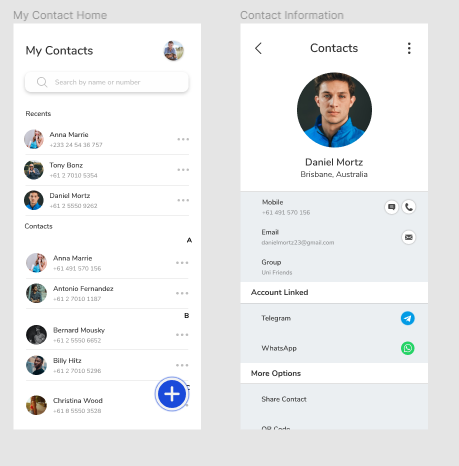 My Contact Home
My Contacts
Search by name or number
Recents
Anna Marrie
+233 24 54 16 757
Tony Bonz
+61 2 7010 5354
Daniel Mortz
+61 2 5550 9262
Contacts
A
Anna Marrie
+61 491 570 156
Antonio Fernandez
+61 2 7010 1187
B
Bernard Mousky
+61 2 5550 6652
Billy Hitz
+61 2 7010 5296
C
Christina Wood
+61 8 5550 3526
Contact Information
Contacts
Daniel Mortz
Brisbane, Australia
Mobile
+61 491 570 156
Email
danielmortz23@gmail.com
Group
Uni Friends
Account Linked
Telegram
WhatsApp
More Options
Share Contact
QR Code